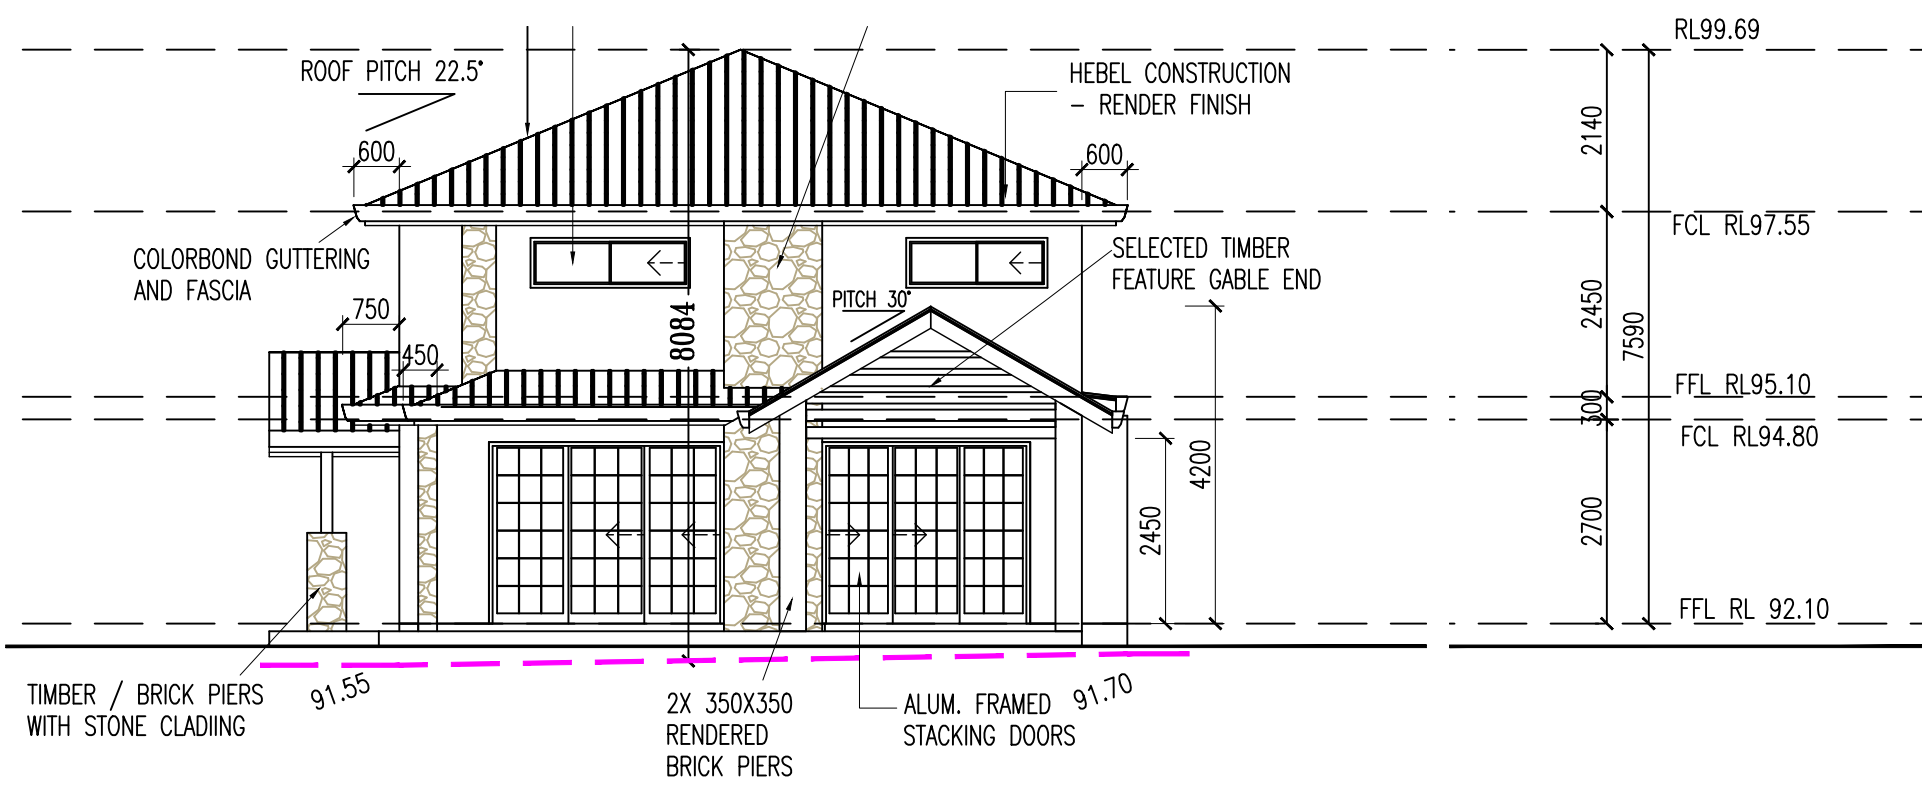 RL99.69
ROOF PITCH 22.5°
HEBEL CONSTRUCTION
- RENDER FINISH
600
600
2140
FCL RL97.55
COLORBOND GUTTERING
AND FASCIA
SELECTED TIMBER
FEATURE GABLE END
PITCH 30°
750
450
8084
2450
7590
FFL RL95.10
300
FCL RL94.80
4200
2450
2700
FFL RL 92.10
TIMBER / BRICK PIERS
WITH STONE CLADIING
91.55
2X 350X350
RENDERED
BRICK PIERS
ALUM. FRAMED
STACKING DOORS
91.70